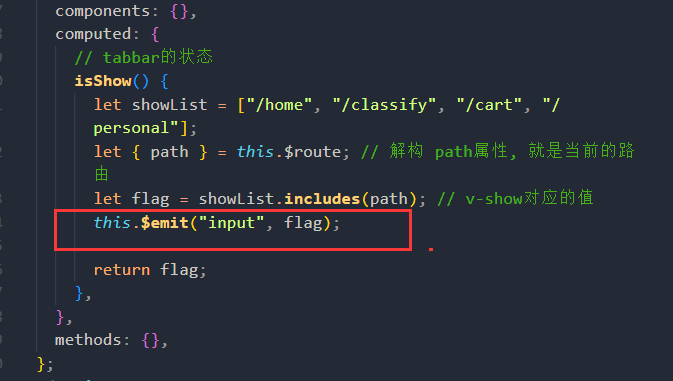 components: {},
computed: {
// tabbar的状态
isShow() {
let showList = ["/home", "/classify", "/cart", "/
personal"];
let { path } = this.$route; // 解构 path属性, 就是当前的路
由
let flag = showList.includes(path); // v-show对应的值
this.$emit("input", flag);
return flag;
},
},
methods: {},
};